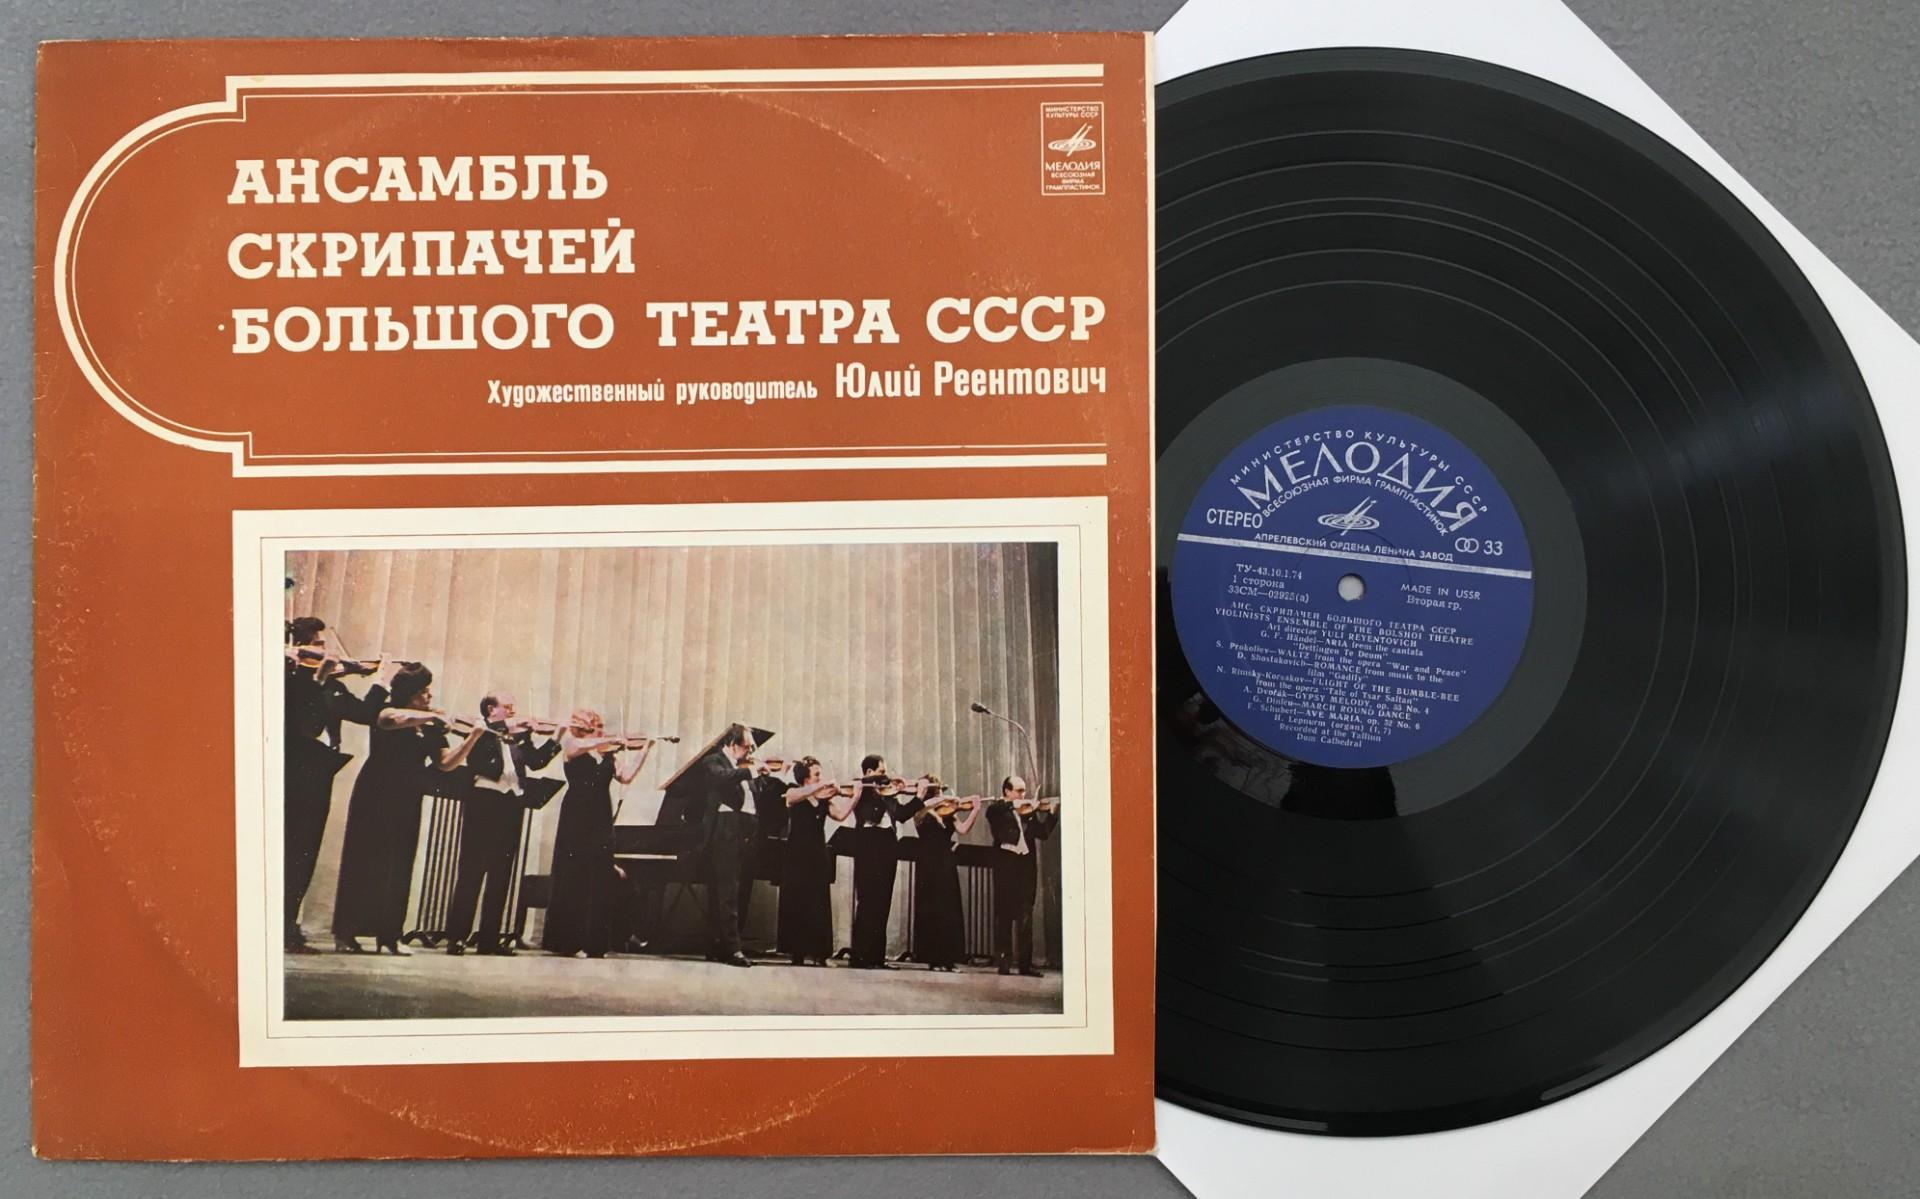 АНСАМБЛЬ
СКРИПАЧЕЙ
БОЛЬШОГО ТЕАТРА СССР
Художественный руководитель Юлий Реентович
МИНИСТЕРСТВО
КУЛЬТУРЫ СССР
МЕЛОДИЯ
ВСЕСОЮЗНАЯ
ФИРМА
ГРАМПЛАСТИНОК
МИНИСТЕРСТВО КУЛЬТУРЫ СССР
МЕЛОДИЯ
ВСЕСОЮЗНАЯ ФИРМА ГРАМПЛАСТИНОК
СТЕРЕО
33
АПРЕЛЕВСКИЙ ОРДЕНА ЛЕНИНА ЗАВОД
ТУ-43.10.1.74
1 сторона
33СМ—02925(а)
MADE IN USSR
Вторая гр.
АНС. СКРИПАЧЕЙ БОЛЬШОГО ТЕАТРА СССР
VIOLINISTS ENSEMBLE OF THE BOLSHOI THEATRE
Art director YULI REYENTOVICH
G. F. Händel—ARIA from the cantata
"Dettingen Te Deum"
S. Prokofiev—WALTZ from the opera "War and Peace"
D. Shostakovich—ROMANCE from music to the
film "Gadfly"
N. Rimsky-Korsakov—FLIGHT OF THE BUMBLE-BEE
from the opera "Tale of Tsar Saltan"
A. Dvořák—GYPSY MELODY, op. 55 No. 4
G. Dinicu—MARCH ROUND DANCE
F. Schubert—AVE MARIA, op. 52 No. 6
H. Lepnurm (organ) (1, 7)
Recorded at the Tallinn
Dom Cathedral